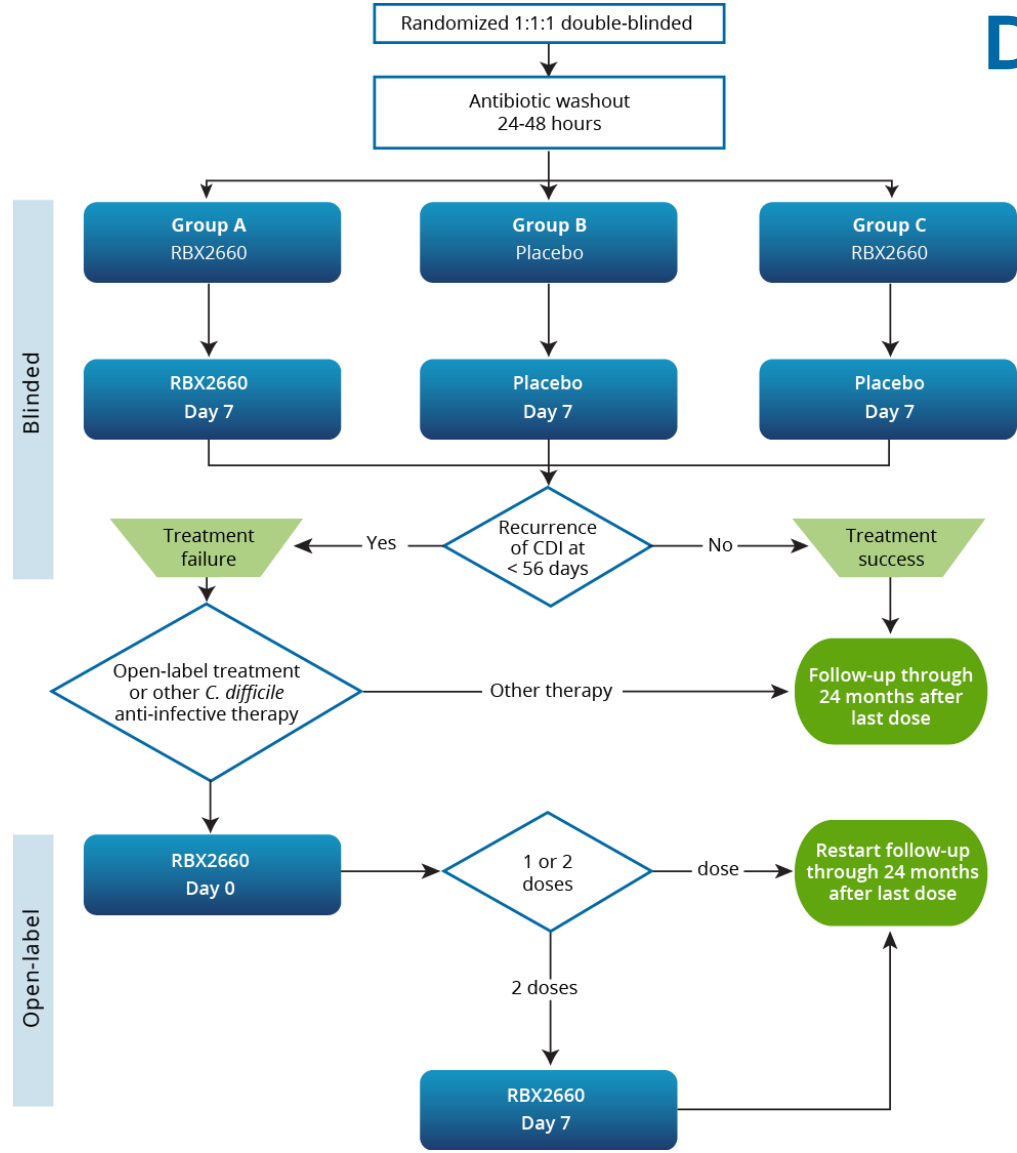 Randomized 1:1:1 double-blinded
D
Antibiotic washout
24-48 hours
Blinded
Group A
RBX2660
Group B
Placebo
Group C
RBX2660
RBX2660
Day 7
Placebo
Day 7
Placebo
Day 7
Treatment
failure
Yes
Recurrence
of CDI at
< 56 days
No
Treatment
success
Open-label treatment
or other C. difficile
anti-infective therapy
Other therapy
Follow-up through
24 months after
last dose
Open-label
RBX2660
Day 0
1 or 2
doses
dose
Restart follow-up
through 24 months
after last dose
2 doses
RBX2660
Day 7